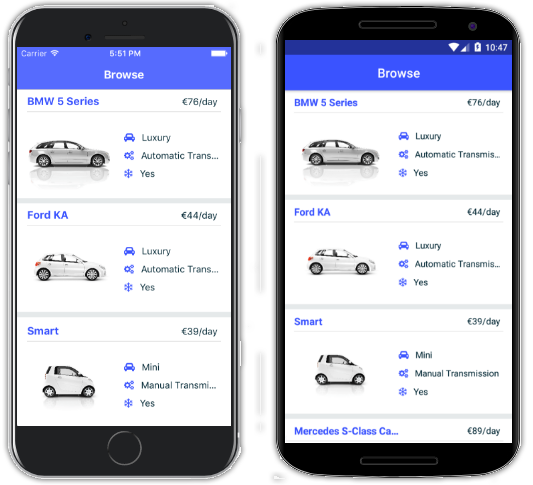 Carrier 5:51 PM
Browse
BMW 5 Series €76/day
Luxury
Automatic Trans...
Yes
Ford KA €44/day
Luxury
Automatic Trans...
Yes
Smart €39/day
Mini
Manual Transmi...
Yes
10:47
Browse
BMW 5 Series €76/day
Luxury
Automatic Transmis...
Yes
Ford KA €44/day
Luxury
Automatic Transmis...
Yes
Smart €39/day
Mini
Manual Transmission
Yes
Mercedes S-Class Ca... €89/day